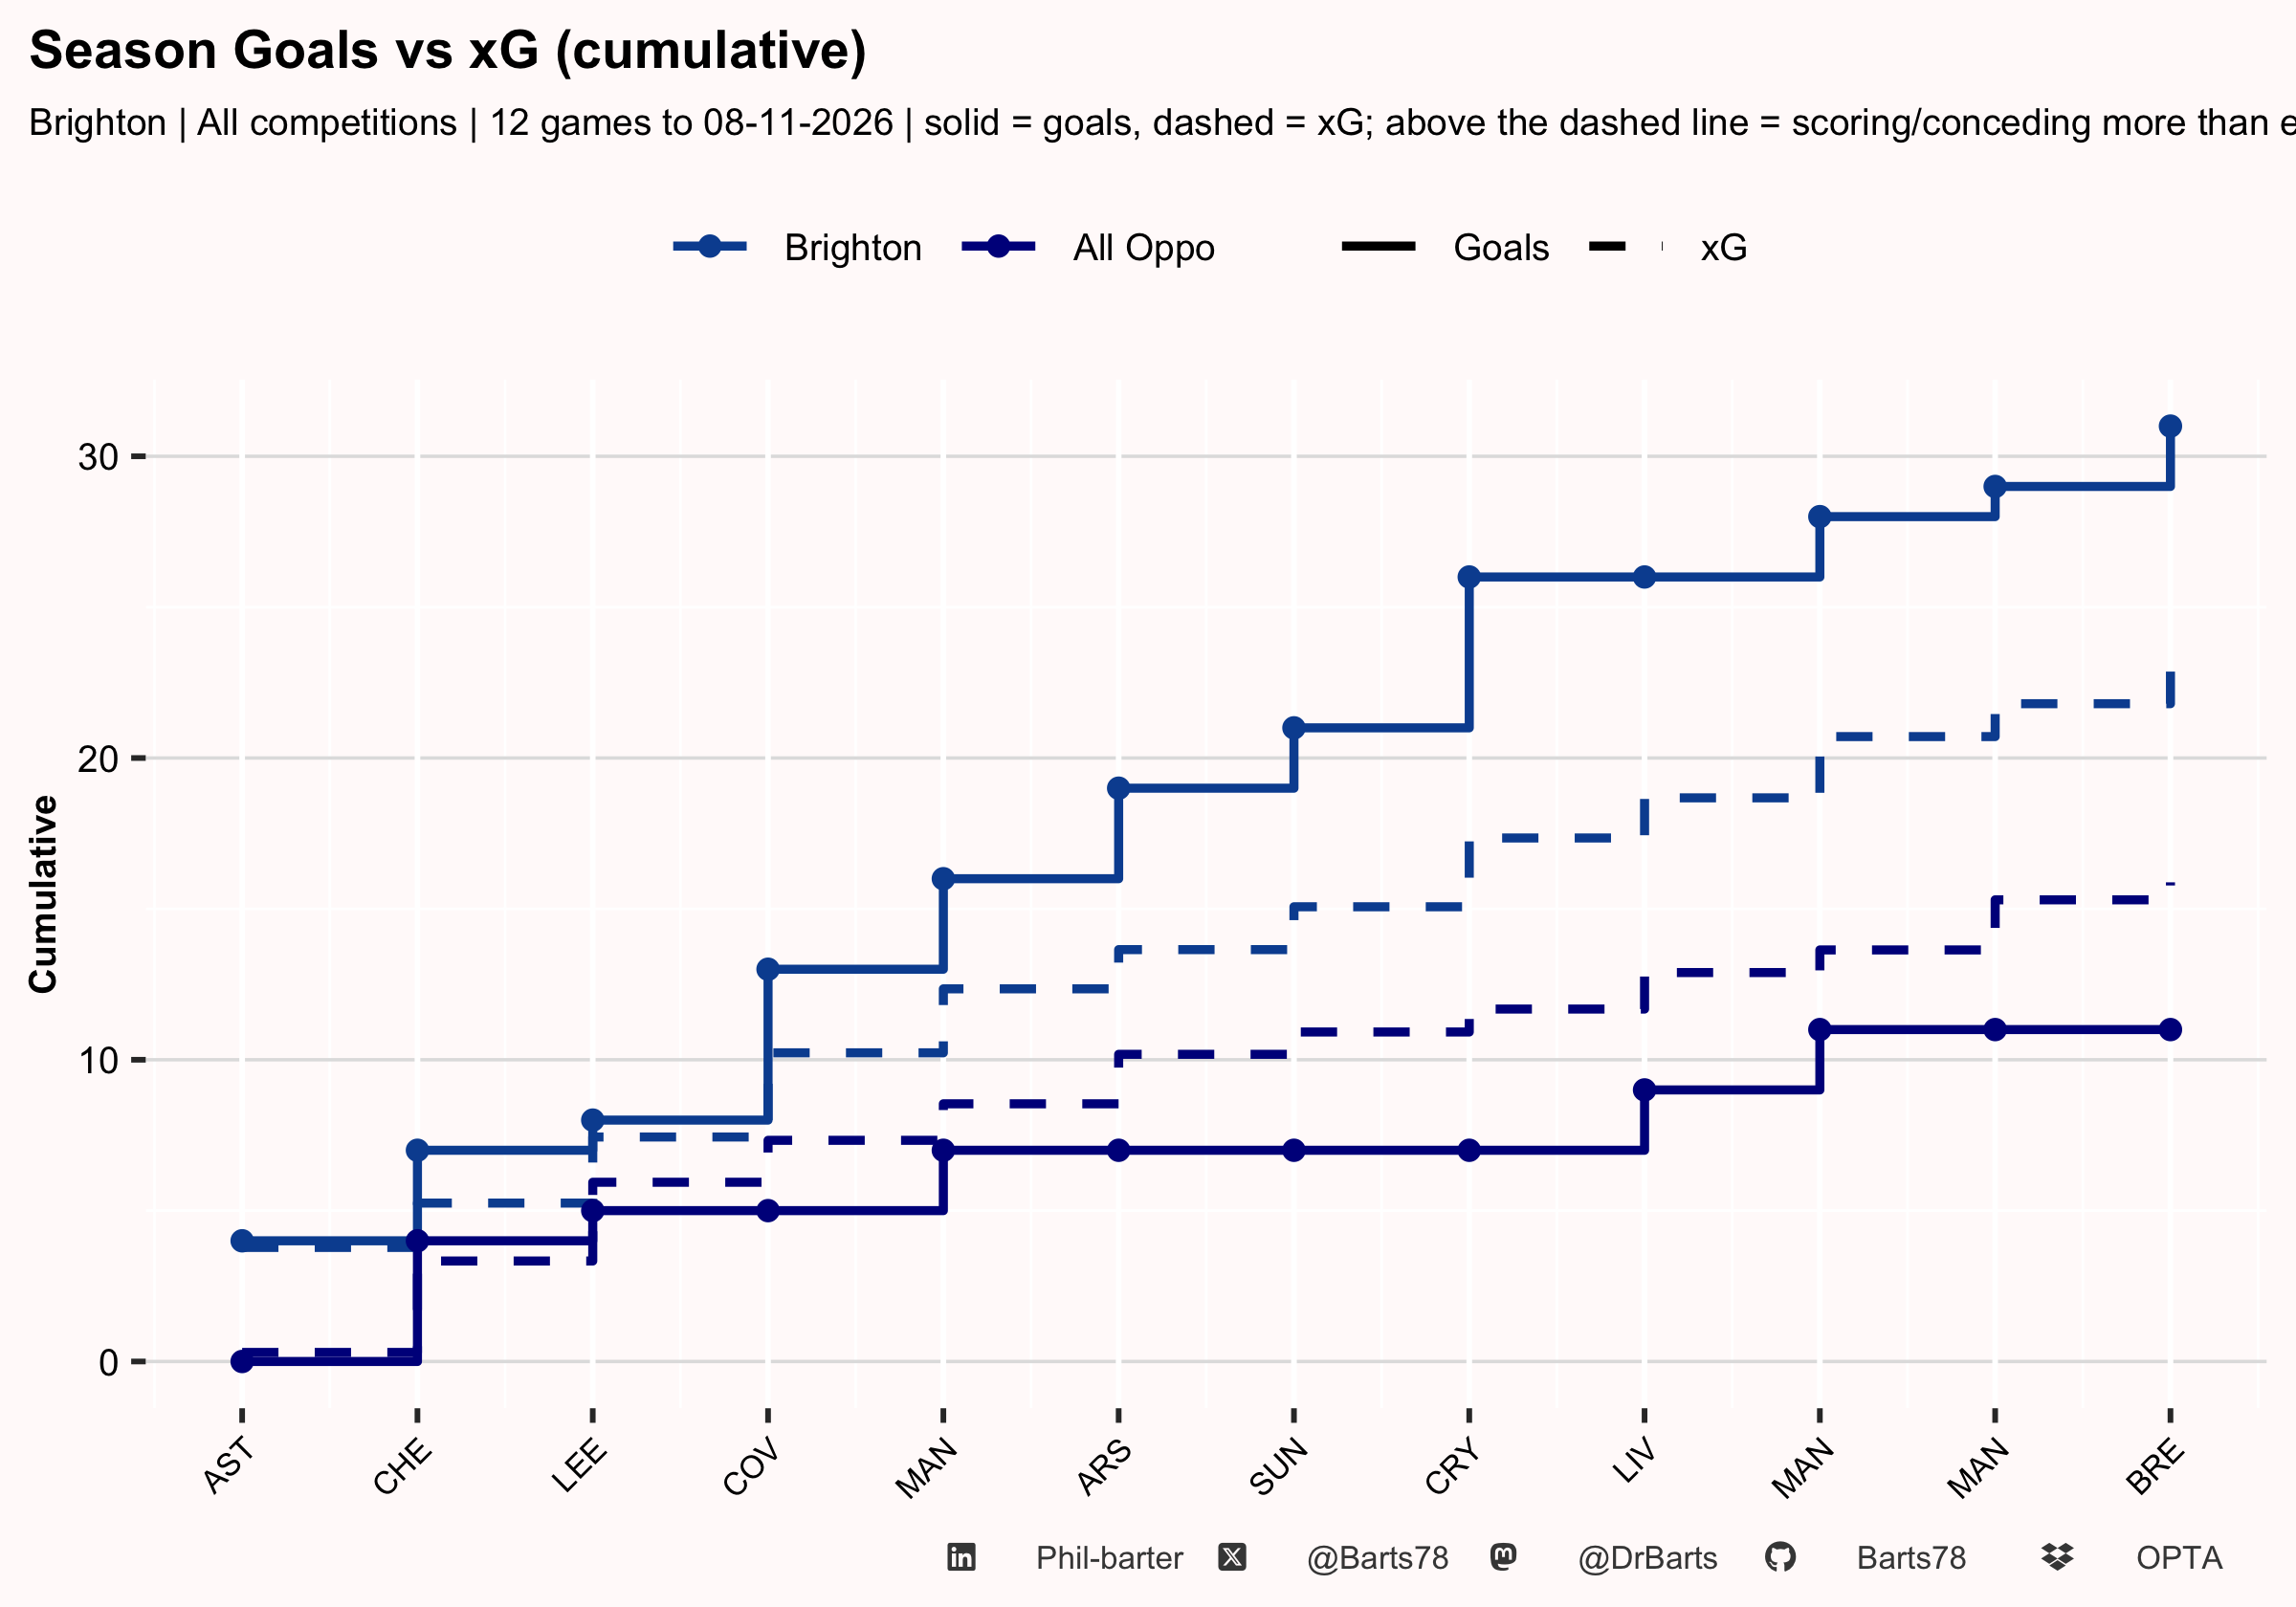 Season Goals vs xG (cumulative)
Brighton | All competitions | 12 games to 08-11-2026 | solid = goals, dashed = xG; above the dashed line = scoring/conceding more than e
Brighton All Oppo Goals xG
Cumulative
30
20
10
0
AST CHE LEE COV MAN ARS SUN CRY LIV MAN MAN BRE
Phil-barter @Barts78 @DrBarts Barts78 OPTA